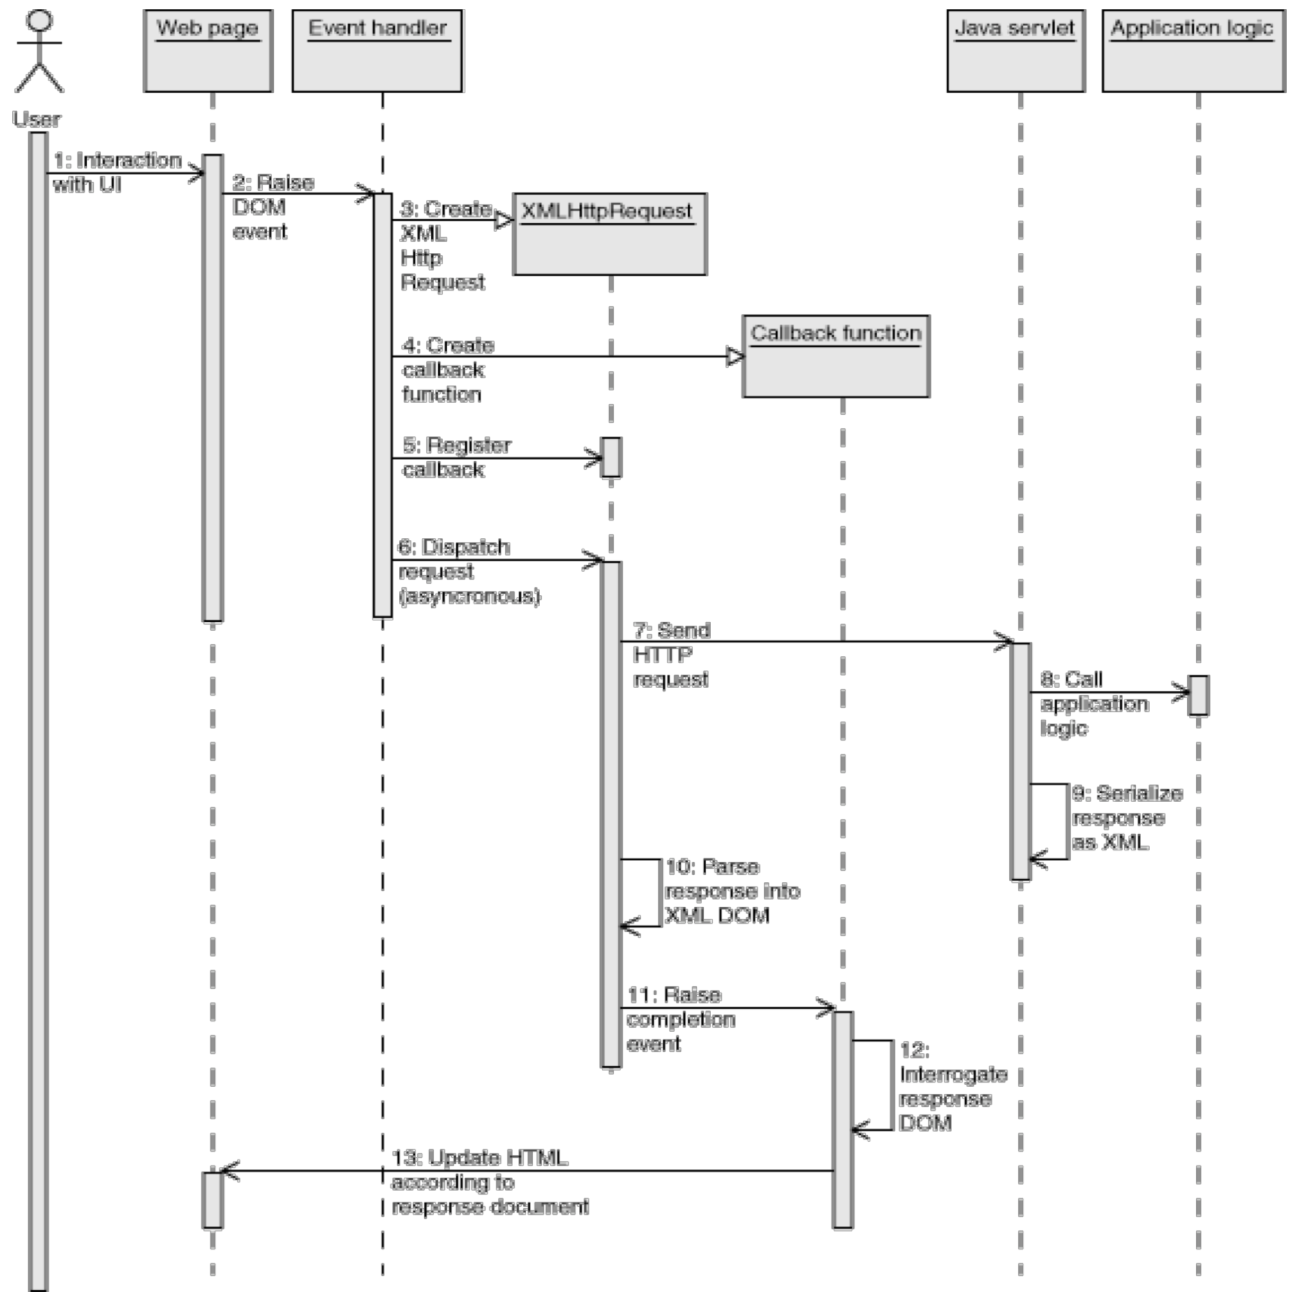 Web page
Event handler
Java servlet
Application logic
User
1: Interaction
with UI
2: Raise
DOM
event
3: Create
XML
Http
Request
XMLHttpRequest
4: Create
callback
function
Callback function
5: Register
callback
6: Dispatch
request
(asyncronous)
7: Send
HTTP
request
8: Call
application
logic
9: Serialize
response
as XML
10: Parse
response into
XML DOM
11: Raise
completion
event
12:
Interrogate
response
DOM
13: Update HTML
according to
response document